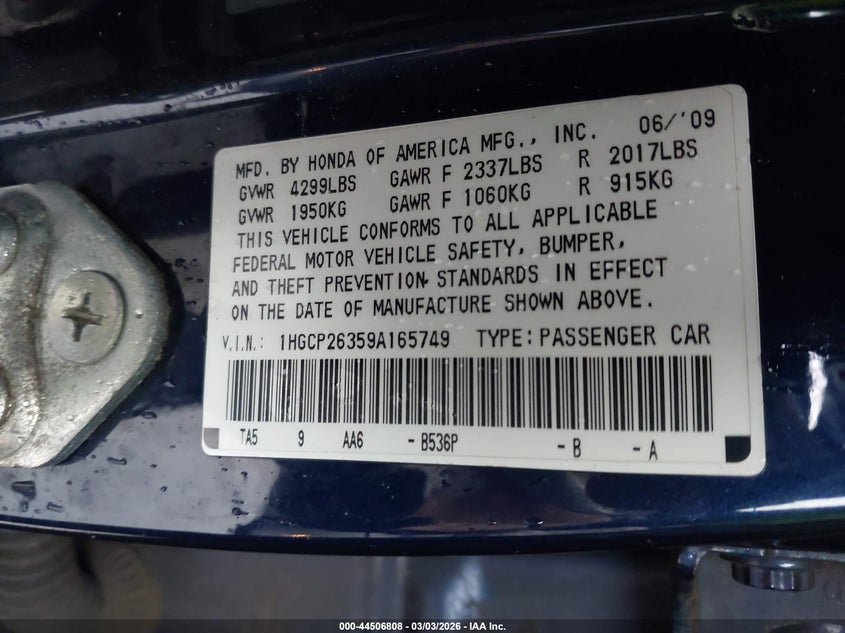 MFD. BY HONDA OF AMERICA MFG., INC. 06/'09
GVWR 4299LBS GAWR F 2337LBS R 2017LBS
GVWR 1950KG GAWR F 1060KG R 915KG
THIS VEHICLE CONFORMS TO ALL APPLICABLE
FEDERAL MOTOR VEHICLE SAFETY, BUMPER,
AND THEFT PREVENTION STANDARDS IN EFFECT
ON THE DATE OF MANUFACTURE SHOWN ABOVE.
V.I.N.: 1HGCP26359A165749 TYPE: PASSENGER CAR
TA5 9 AA6 - B536P - B - A
000-44506808 - 03/03/2026 - IAA Inc.